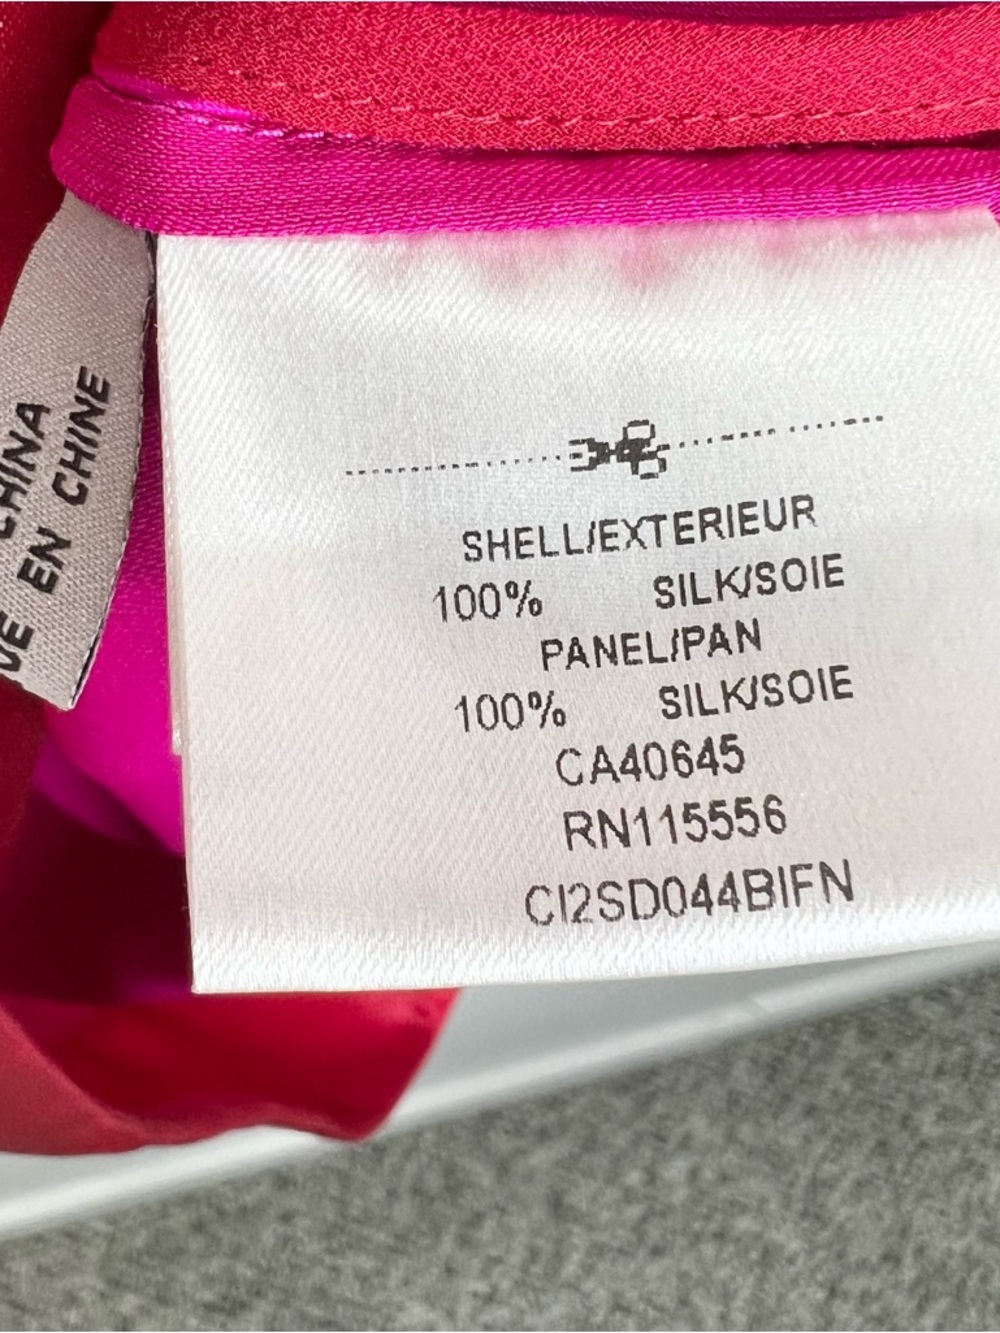 CHINA
EN CHINE
SHELL/EXTERIEUR
100% SILK/SOIE
PANEL/PAN
100% SILK/SOIE
CA40645
RN115556
CI2SD044BIFN